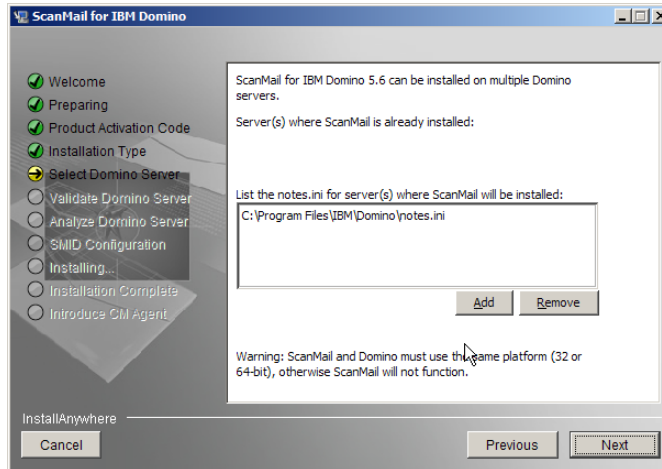 ScanMail for IBM Domino
Welcome
Preparing
Product Activation Code
Installation Type
Select Domino Server
Validate Domino Server
Analyze Domino Server
SMID Configuration
Installing...
Installation Complete
Introduce CM Agent
ScanMail for IBM Domino 5.6 can be installed on multiple Domino
servers.
Server(s) where ScanMail is already installed:
List the notes.ini for server(s) where ScanMail will be installed:
C:\Program Files\IBM\Domino\notes.ini
Add Remove
Warning: ScanMail and Domino must use the same platform (32 or
64-bit), otherwise ScanMail will not function.
InstallAnywhere
Cancel Previous Next